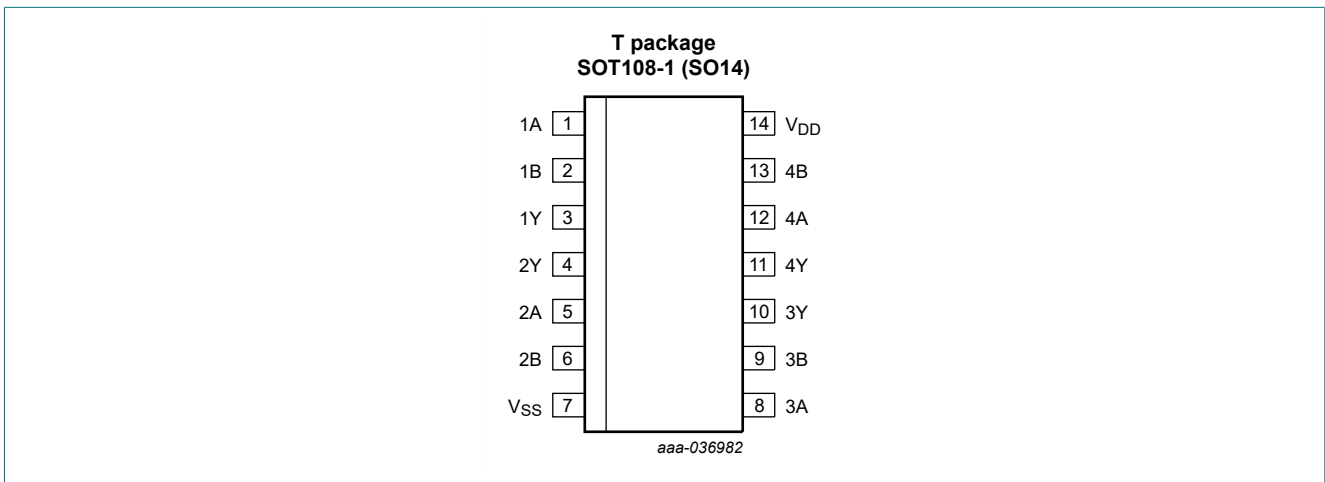 T package
SOT108-1 (SO14)
1A 1 14 VDD
1B 2 13 4B
1Y 3 12 4A
2Y 4 11 4Y
2A 5 10 3Y
2B 6 9 3B
VSS 7 8 3A
aaa-036982